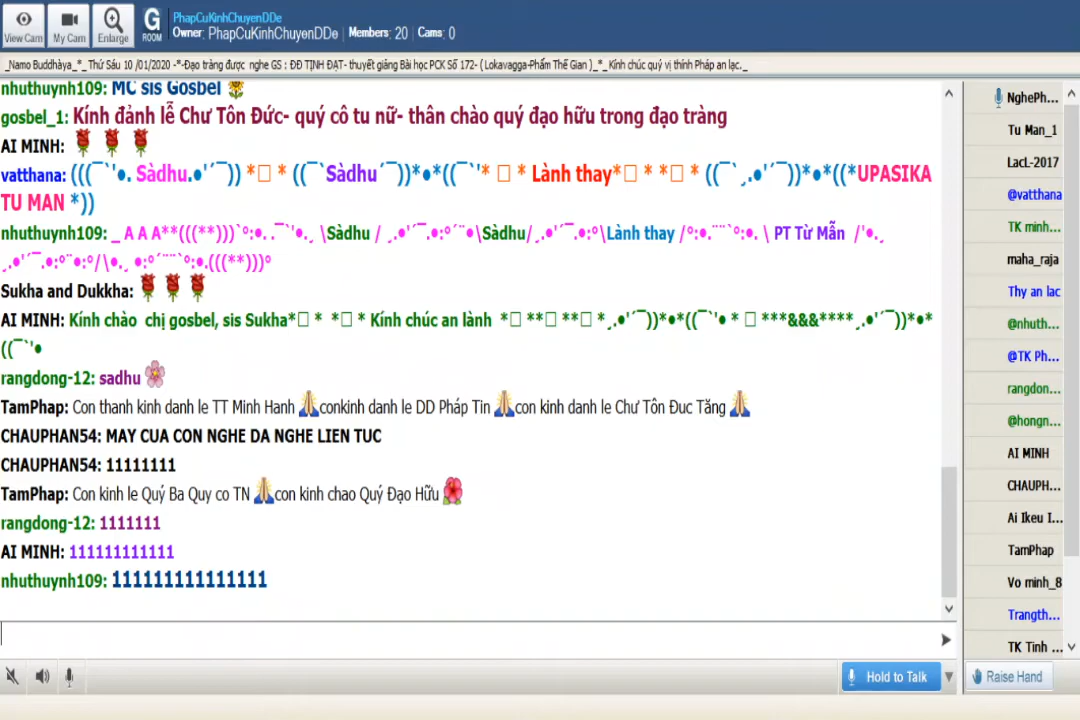 View Cam
My Cam
Enlarge
G
ROOM
PhapCuKinhChuyenDDe
Owner: PhapCuKinhChuyenDDe | Members: 20 | Cams: 0
_Namo Buddhàya_*_ Thứ Sáu 10 /01/2020 -*-Đạo tràng được nghe GS : ĐĐ TỊNH ĐẠT- thuyết giảng Bài học PCK Số 172- ( Lokavagga-Phẩm Thế Gian )_*_ Kính chúc quý vị thính Pháp an lạc._
nhuthuynh109: MC sis Gosbel
gosbel_1: Kính đảnh lễ Chư Tôn Đức- quý cô tu nữ- thân chào quý đạo hữu trong đạo tràng
AI MINH:
vatthana: (((¯`'•. Sàdhu.•'´¯)) *▯ * ((¯`Sàdhu´¯))*•*((¯`'* ▯ * Lành thay*▯ * *▯ * ((¯`¸.•'´¯))*•*((*UPASIKA
TU MAN *))
nhuthuynh109: _ A A A**(((**)))`°:•. .¯`'•.¸ \Sàdhu / ¸.•'´¯.•:°´¨•\Sàdhu/¸.•'´¯.•:°\Lành thay /°:•.¨¨`°:•. \ PT Từ Mẫn /'•.¸
¸.•'´¯.•:°¨•:°/\•.¸ •:°´¨¨`°:•.(((**)))°
Sukha and Dukkha:
AI MINH: Kính chào chị gosbel, sis Sukha*▯ * *▯ * Kính chúc an lành *▯ **▯ **▯ *¸.•'´¯))*•*((¯`'• * ▯ ***&&&****¸.•'´¯))*•*
((¯`'•
rangdong-12: sadhu
TamPhap: Con thanh kinh danh le TT Minh Hanh conkinh danh le DD Pháp Tin con kinh danh le Chư Tôn Đuc Tăng
CHAUPHAN54: MAY CUA CON NGHE DA NGHE LIEN TUC
CHAUPHAN54: 11111111
TamPhap: Con kinh le Quý Ba Quy co TN con kinh chao Quý Đạo Hữu
rangdong-12: 1111111
AI MINH: 111111111111
nhuthuynh109: 111111111111111
NghePh...
Tu Man_1
LacL-2017
@vatthana
TK minh...
maha_raja
Thy an lac
@nhuth...
@TK Ph...
rangdon...
@hongn...
AI MINH
CHAUPH...
Ai Ikeu I...
TamPhap
Vo minh_8
Trangth...
TK Tinh ...
Hold to Talk
Raise Hand